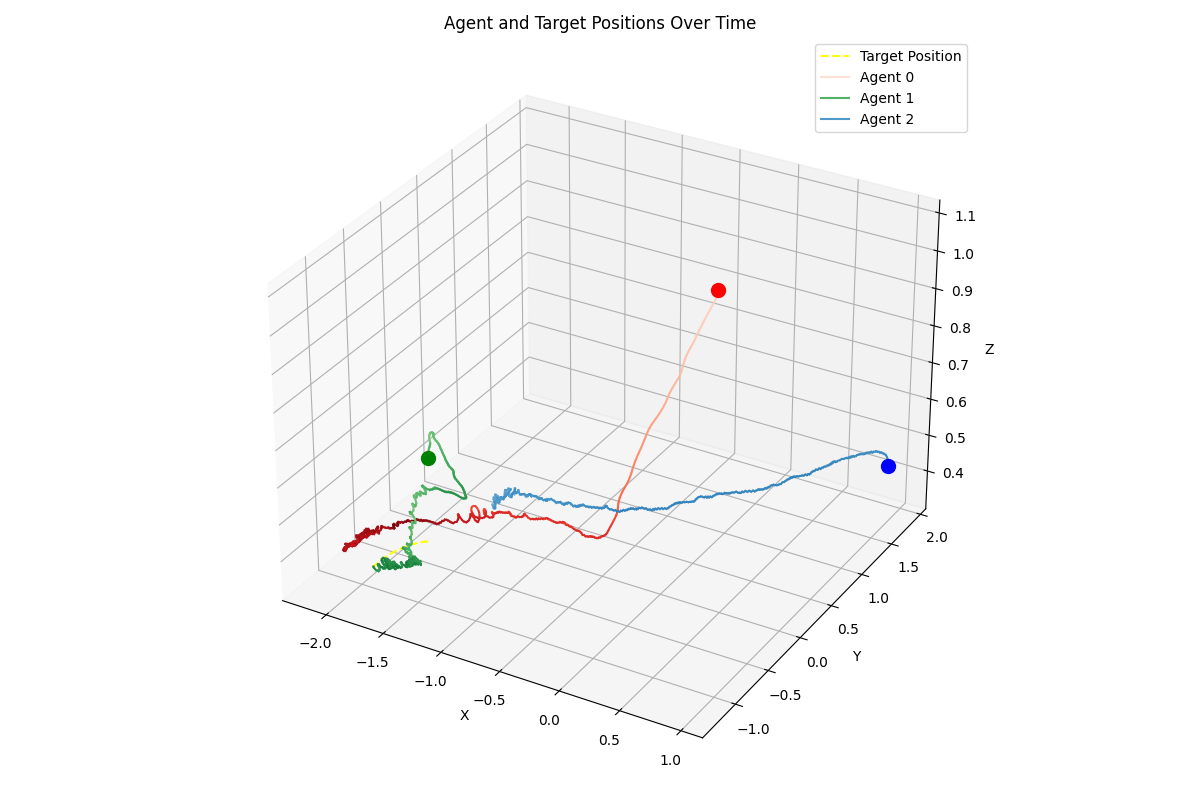 Agent and Target Positions Over Time
Target Position
Agent 0
Agent 1
Agent 2
1.1
1.0
0.9
0.8
0.7
0.6
0.5
0.4
Z
2.0
1.5
1.0
0.5
0.0
−0.5
−1.0
Y
−2.0
−1.5
−1.0
−0.5
0.0
0.5
1.0
X